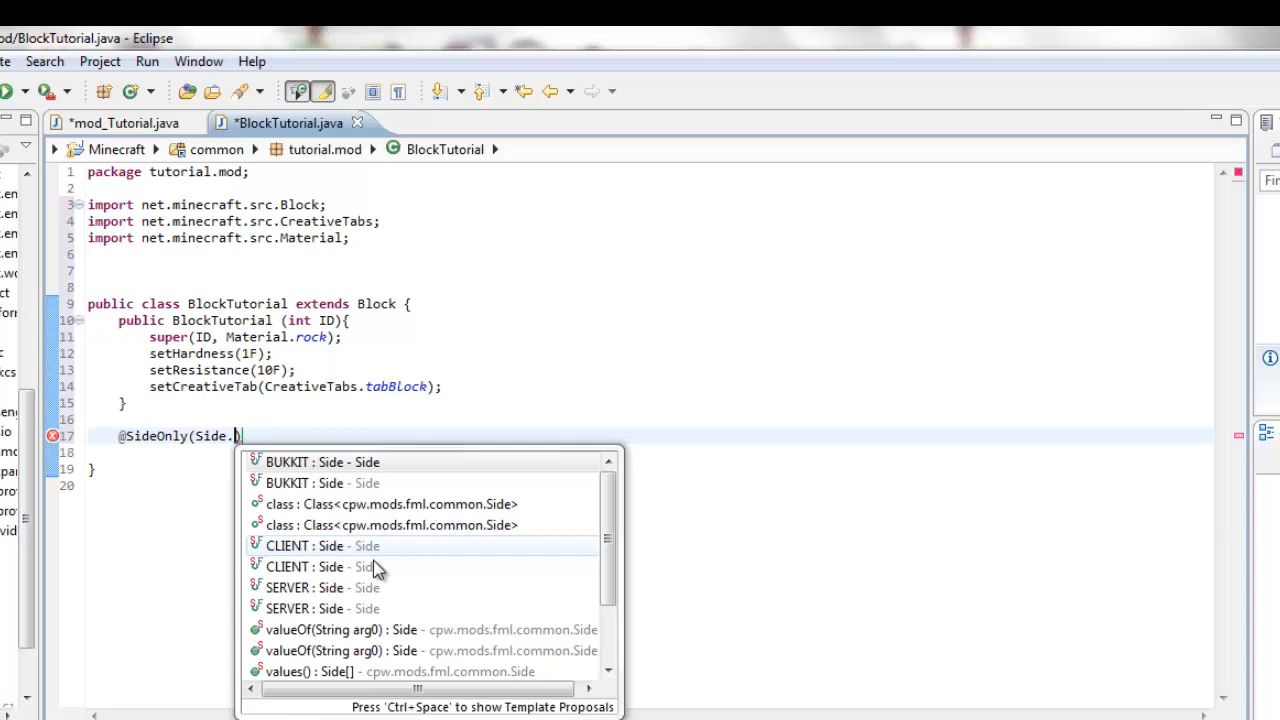 od/BlockTutorial.java - Eclipse
te Search Project Run Window Help
*mod_Tutorial.java *BlockTutorial.java
Minecraft common tutorial.mod BlockTutorial
1 package tutorial.mod;
2
3 import net.minecraft.src.Block;
4 import net.minecraft.src.CreativeTabs;
5 import net.minecraft.src.Material;
6
7
8
9 public class BlockTutorial extends Block {
10 public BlockTutorial (int ID){
11 super(ID, Material.rock);
12 setHardness(1F);
13 setResistance(10F);
14 setCreativeTab(CreativeTabs.tabBlock);
15 }
16
17 @SideOnly(Side.)
18
19 }
20
BUKKIT : Side - Side
BUKKIT : Side - Side
class : Class<cpw.mods.fml.common.Side>
class : Class<cpw.mods.fml.common.Side>
CLIENT : Side - Side
CLIENT : Side - Side
SERVER : Side - Side
SERVER : Side - Side
valueOf(String arg0) : Side - cpw.mods.fml.common.Side
valueOf(String arg0) : Side - cpw.mods.fml.common.Side
values() : Side[] - cpw.mods.fml.common.Side
Press 'Ctrl+Space' to show Template Proposals
Fin